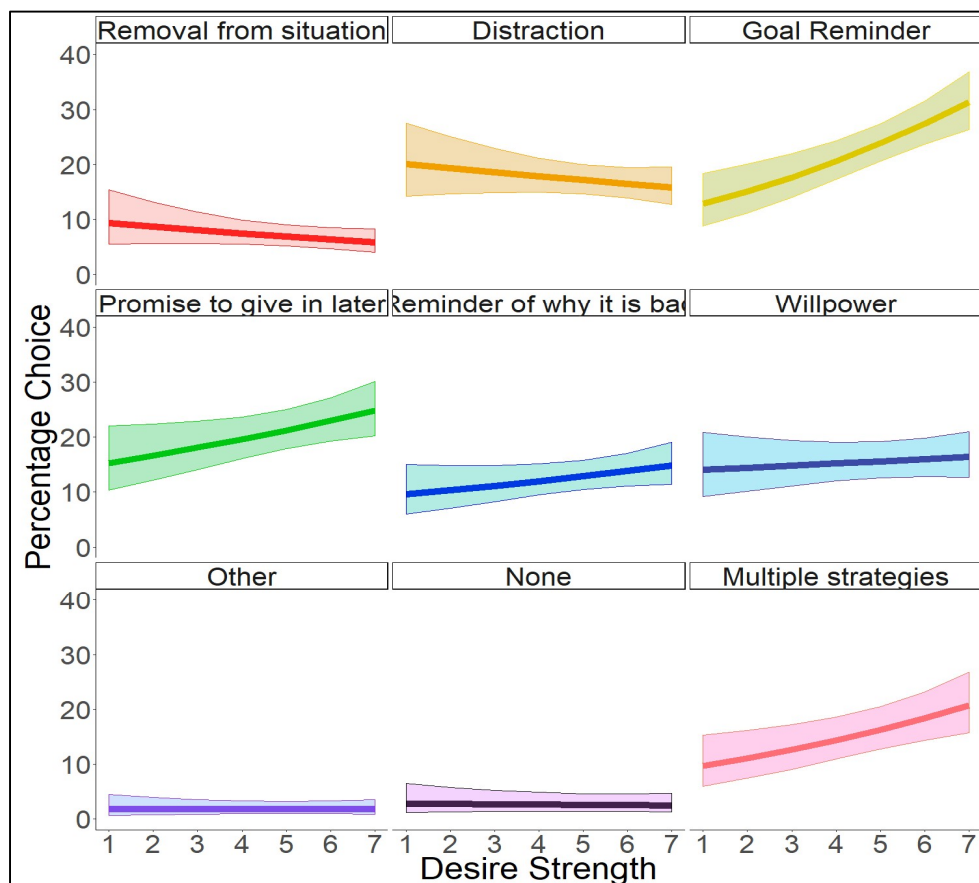 Removal from situation
Distraction
Goal Reminder
40
30
20
10
0
Promise to give in later
Reminder of why it is bad
Willpower
40
30
20
10
0
Percentage Choice
Other
None
Multiple strategies
40
30
20
10
0
1 2 3 4 5 6 7
1 2 3 4 5 6 7
1 2 3 4 5 6 7
Desire Strength